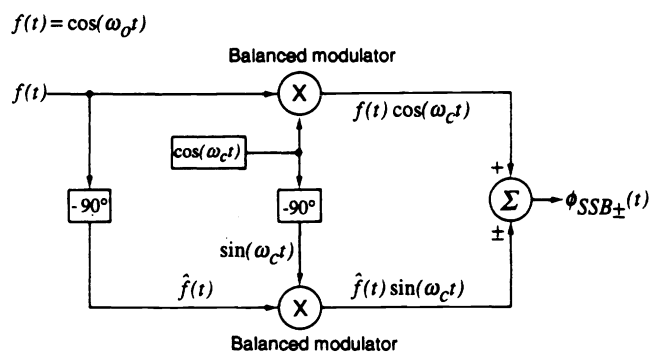 f(t) = cos(ω_o t)
Balanced modulator
f(t)
X
f(t) cos(ω_c t)
cos(ω_c t)
+
-90°
-90°
Σ
φ_SSB±(t)
±
sin(ω_c t)
f̂(t)
X
f̂(t) sin(ω_c t)
Balanced modulator